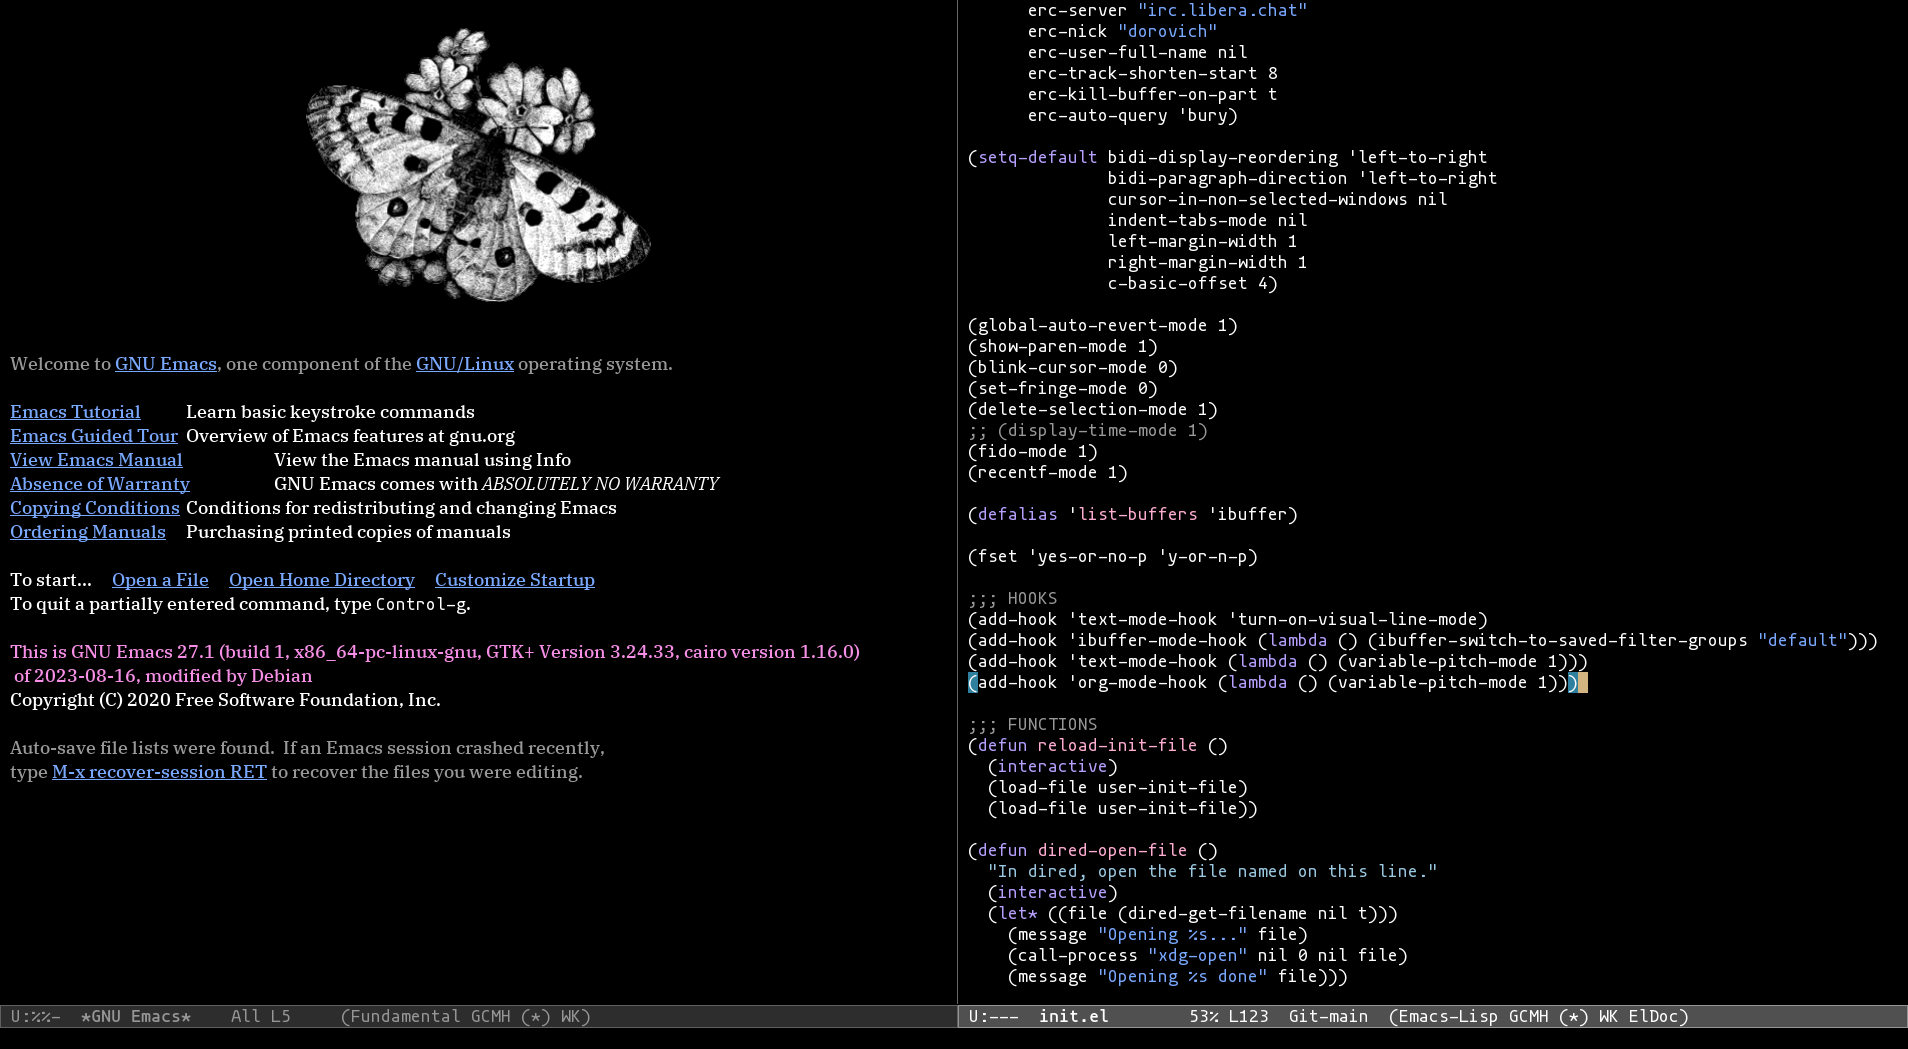 Welcome to GNU Emacs, one component of the GNU/Linux operating system.
Emacs Tutorial Learn basic keystroke commands
Emacs Guided Tour Overview of Emacs features at gnu.org
View Emacs Manual View the Emacs manual using Info
Absence of Warranty GNU Emacs comes with ABSOLUTELY NO WARRANTY
Copying Conditions Conditions for redistributing and changing Emacs
Ordering Manuals Purchasing printed copies of manuals
To start... Open a File Open Home Directory Customize Startup
To quit a partially entered command, type Control-g.
This is GNU Emacs 27.1 (build 1, x86_64-pc-linux-gnu, GTK+ Version 3.24.33, cairo version 1.16.0)
of 2023-08-16, modified by Debian
Copyright (C) 2020 Free Software Foundation, Inc.
Auto-save file lists were found. If an Emacs session crashed recently,
type M-x recover-session RET to recover the files you were editing.
U:%%- *GNU Emacs* All L5 (Fundamental GCMH (*) WK)
erc-server "irc.libera.chat"
erc-nick "dorovich"
erc-user-full-name nil
erc-track-shorten-start 8
erc-kill-buffer-on-part t
erc-auto-query 'bury)
(setq-default bidi-display-reordering 'left-to-right
bidi-paragraph-direction 'left-to-right
cursor-in-non-selected-windows nil
indent-tabs-mode nil
left-margin-width 1
right-margin-width 1
c-basic-offset 4)
(global-auto-revert-mode 1)
(show-paren-mode 1)
(blink-cursor-mode 0)
(set-fringe-mode 0)
(delete-selection-mode 1)
;; (display-time-mode 1)
(fido-mode 1)
(recentf-mode 1)
(defalias 'list-buffers 'ibuffer)
(fset 'yes-or-no-p 'y-or-n-p)
;;; HOOKS
(add-hook 'text-mode-hook 'turn-on-visual-line-mode)
(add-hook 'ibuffer-mode-hook (lambda () (ibuffer-switch-to-saved-filter-groups "default")))
(add-hook 'text-mode-hook (lambda () (variable-pitch-mode 1)))
(add-hook 'org-mode-hook (lambda () (variable-pitch-mode 1)))
;;; FUNCTIONS
(defun reload-init-file ()
(interactive)
(load-file user-init-file)
(load-file user-init-file))
(defun dired-open-file ()
"In dired, open the file named on this line."
(interactive)
(let* ((file (dired-get-filename nil t)))
(message "Opening %s..." file)
(call-process "xdg-open" nil 0 nil file)
(message "Opening %s done" file)))
U:--- init.el 53% L123 Git-main (Emacs-Lisp GCMH (*) WK ElDoc)